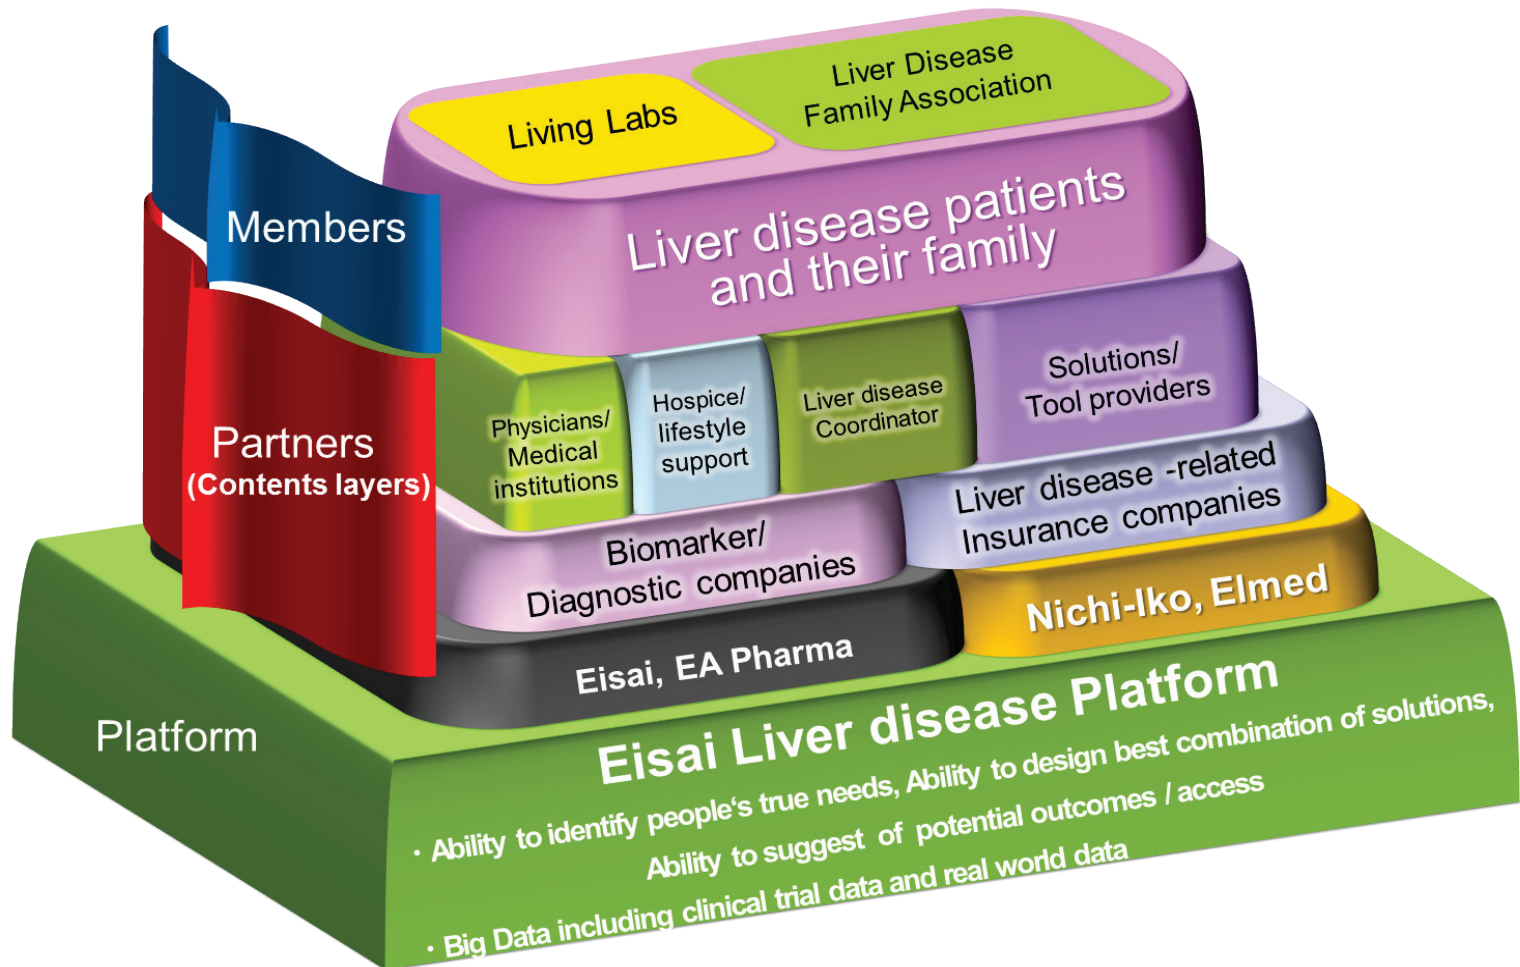 Living Labs
Liver Disease
Family Association
Liver disease patients
and their family
Members
Partners
(Contents layers)
Physicians/
Medical
institutions
Hospice/
lifestyle
support
Liver disease
Coordinator
Solutions/
Tool providers
Biomarker/
Diagnostic companies
Liver disease -related
Insurance companies
Eisai, EA Pharma
Nichi-Iko, Elmed
Platform
Eisai Liver disease Platform
・Ability to identify people‘s true needs, Ability to design best combination of solutions,
Ability to suggest of potential outcomes / access
・Big Data including clinical trial data and real world data